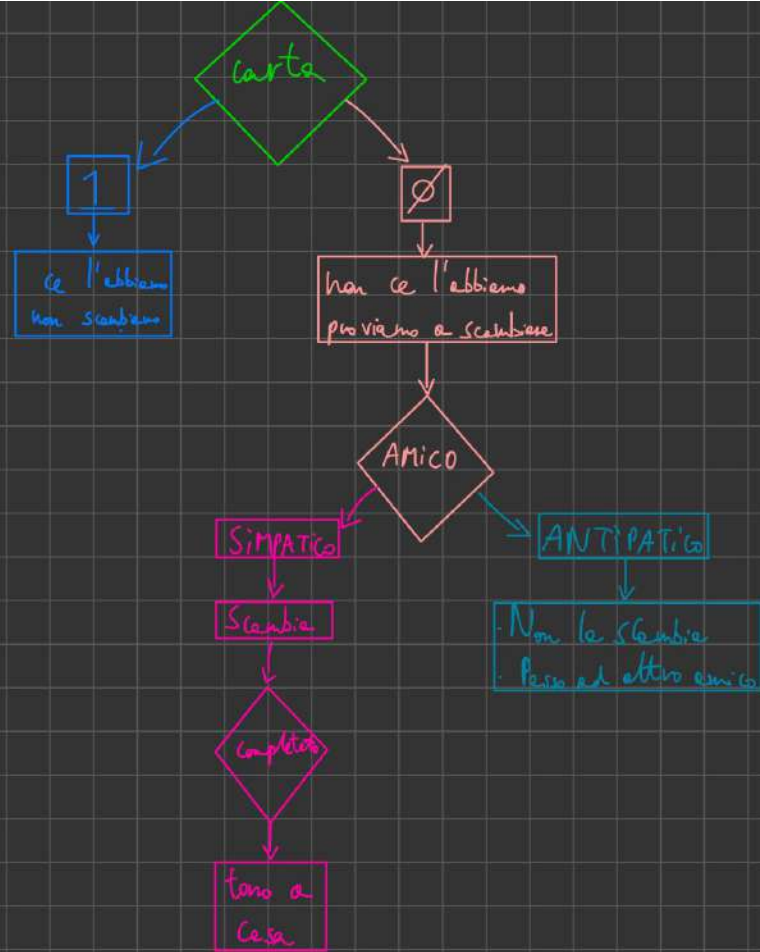 carta
1
Ø
ce l'abbiamo
non scambiamo
non ce l'abbiamo
proviamo a scambiare
AMiCO
SiMPATiCO
ANTiPATiCO
Scambia
. Non la scambia
. Passo ad altro amico
completato
torno a
casa